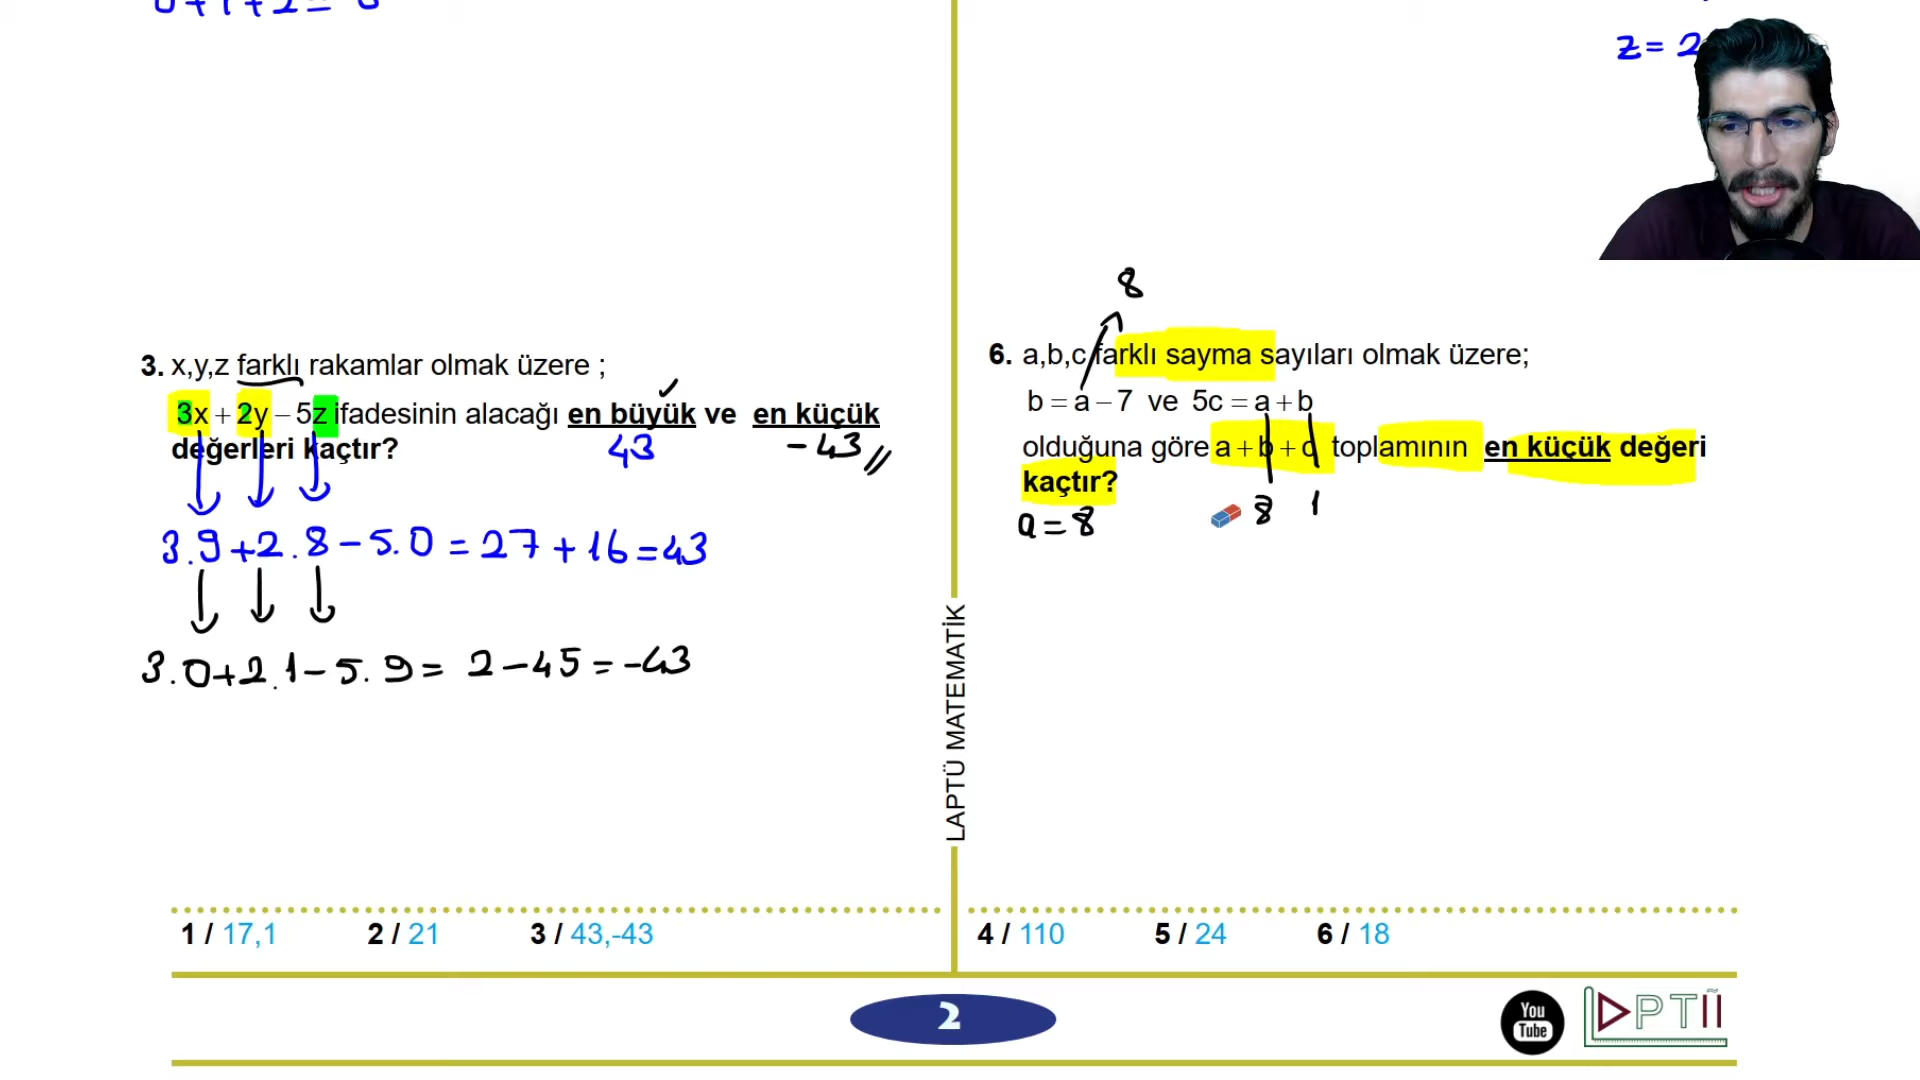 z = 2
3. x,y,z farklı rakamlar olmak üzere ;
3x + 2y – 5z ifadesinin alacağı en büyük ve en küçük
değerleri kaçtır?
43
-43 //
3.9+2.8-5.0 = 27+16=43
3.0+2.1-5.9= 2-45=-43
8
6. a,b,c farklı sayma sayıları olmak üzere;
b = a – 7 ve 5c = a + b
olduğuna göre a + b + c toplamının en küçük değeri
kaçtır?
a=8
8 1
LAPTÜ MATEMATİK
1 / 17,1 2 / 21 3 / 43,-43
4 / 110 5 / 24 6 / 18
2
You
Tube